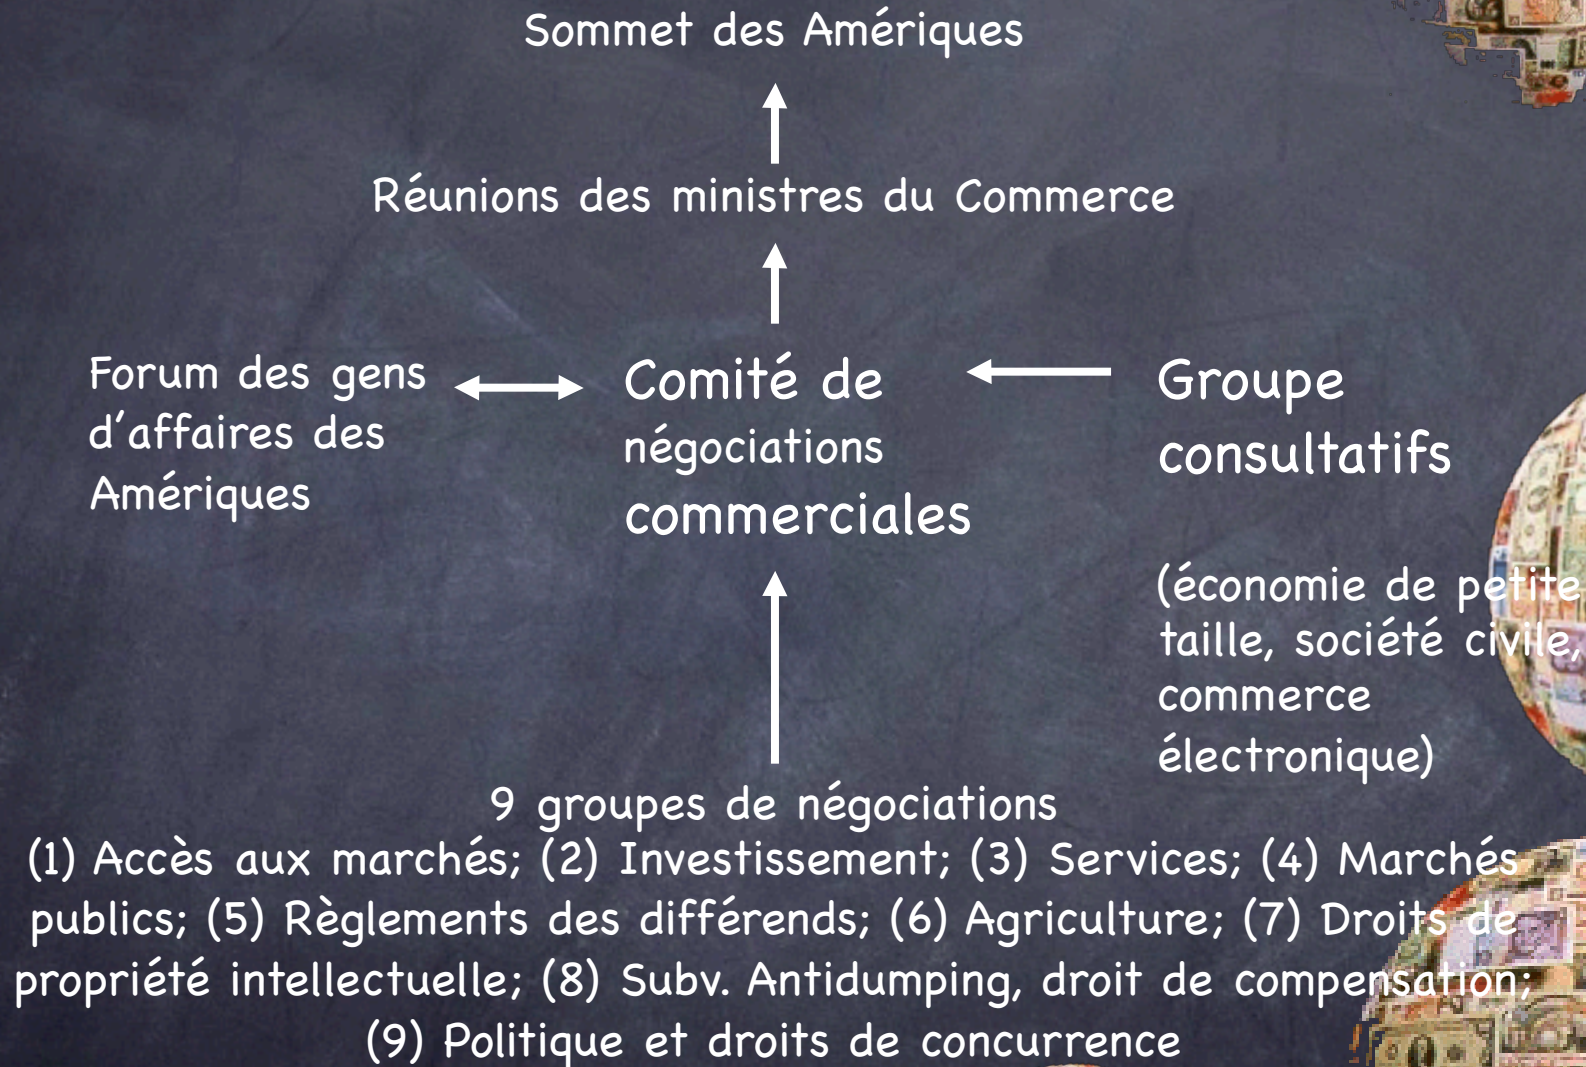 Sommet des Amériques
Réunions des ministres du Commerce
Forum des gens
d’affaires des
Amériques
Comité de
négociations
commerciales
Groupe
consultatifs
(économie de petite
taille, société civile,
commerce
électronique)
9 groupes de négociations
(1) Accès aux marchés; (2) Investissement; (3) Services; (4) Marchés
publics; (5) Règlements des différends; (6) Agriculture; (7) Droits de
propriété intellectuelle; (8) Subv. Antidumping, droit de compensation;
(9) Politique et droits de concurrence